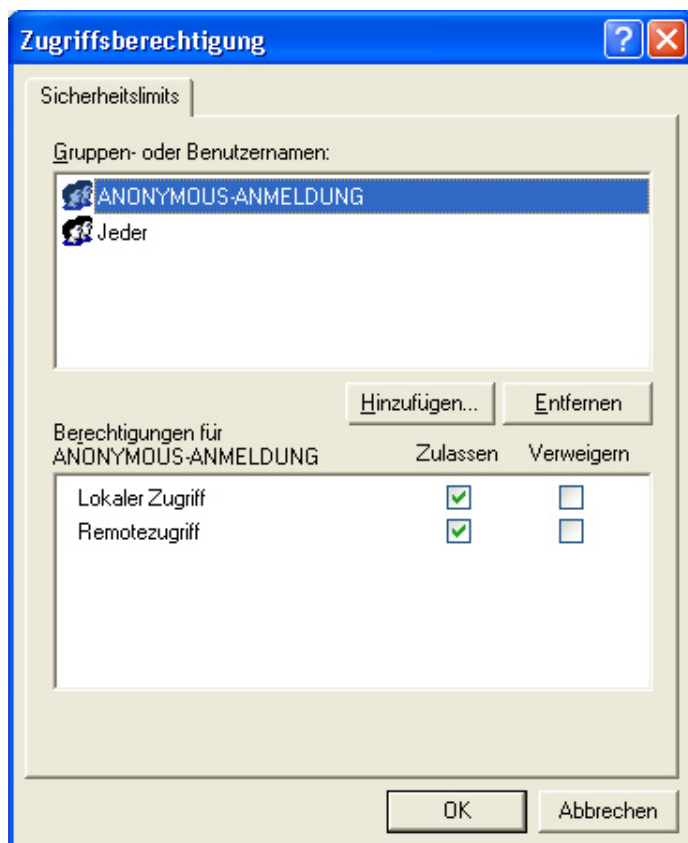 Zugriffsberechtigung
Sicherheitslimits
Gruppen- oder Benutzernamen:
ANONYMOUS-ANMELDUNG
Jeder
Hinzufügen... Entfernen
Berechtigungen für
ANONYMOUS-ANMELDUNG Zulassen Verweigern
Lokaler Zugriff
Remotezugriff
OK Abbrechen